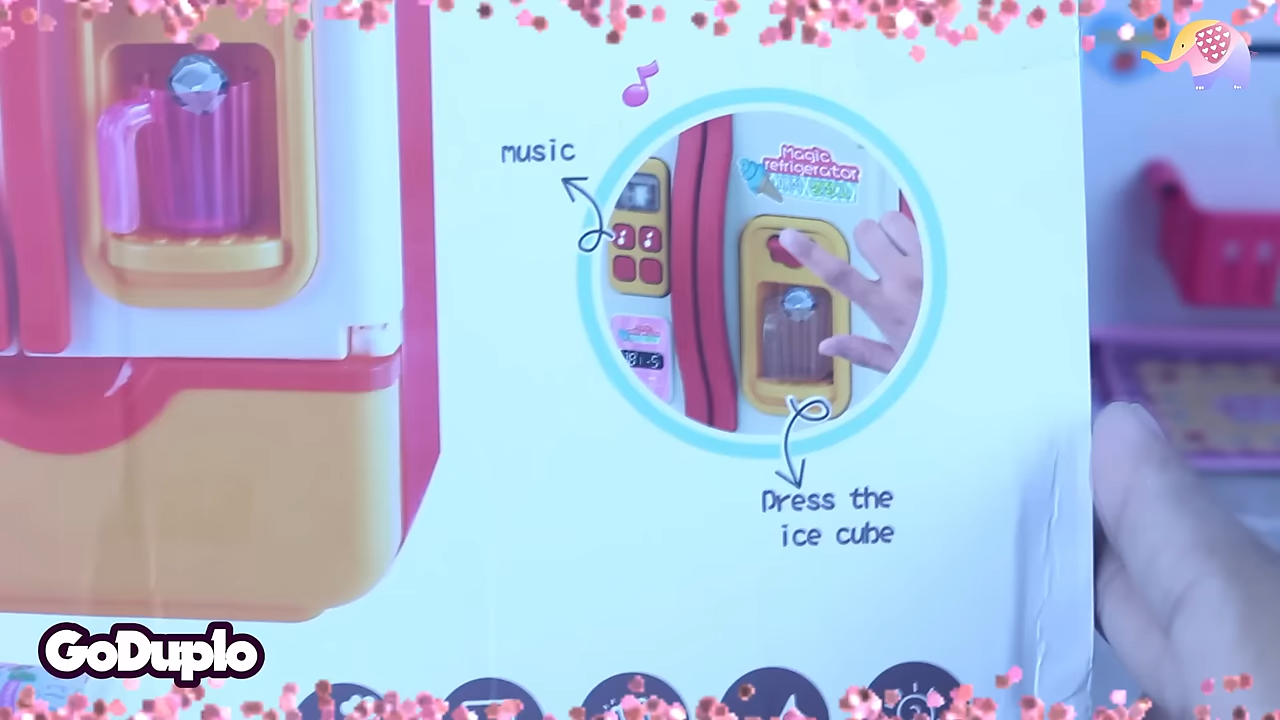 music
Magic
refrigerator
Dress the
ice cube
GoDuplo